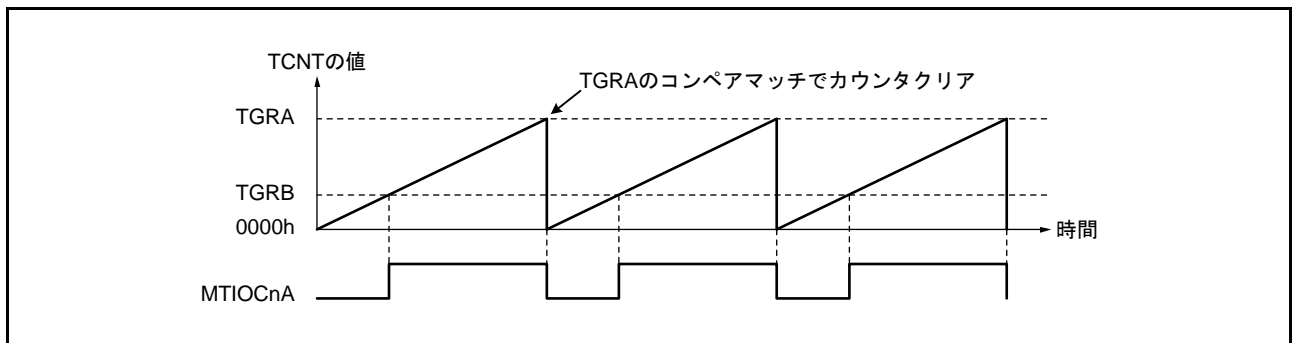 TCNTの値
TGRAのコンペアマッチでカウンタクリア
TGRA
TGRB
0000h
時間
MTIOCnA